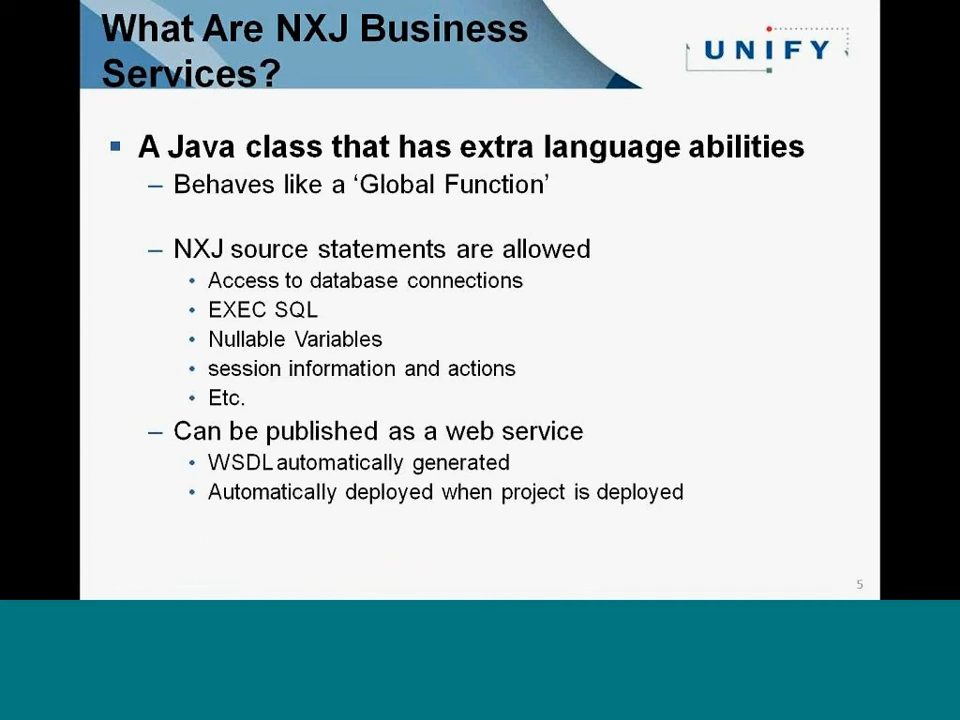 What Are NXJ Business
Services?
UNIFY
▪ A Java class that has extra language abilities
– Behaves like a ‘Global Function’
– NXJ source statements are allowed
• Access to database connections
• EXEC SQL
• Nullable Variables
• session information and actions
• Etc.
– Can be published as a web service
• WSDL automatically generated
• Automatically deployed when project is deployed
5